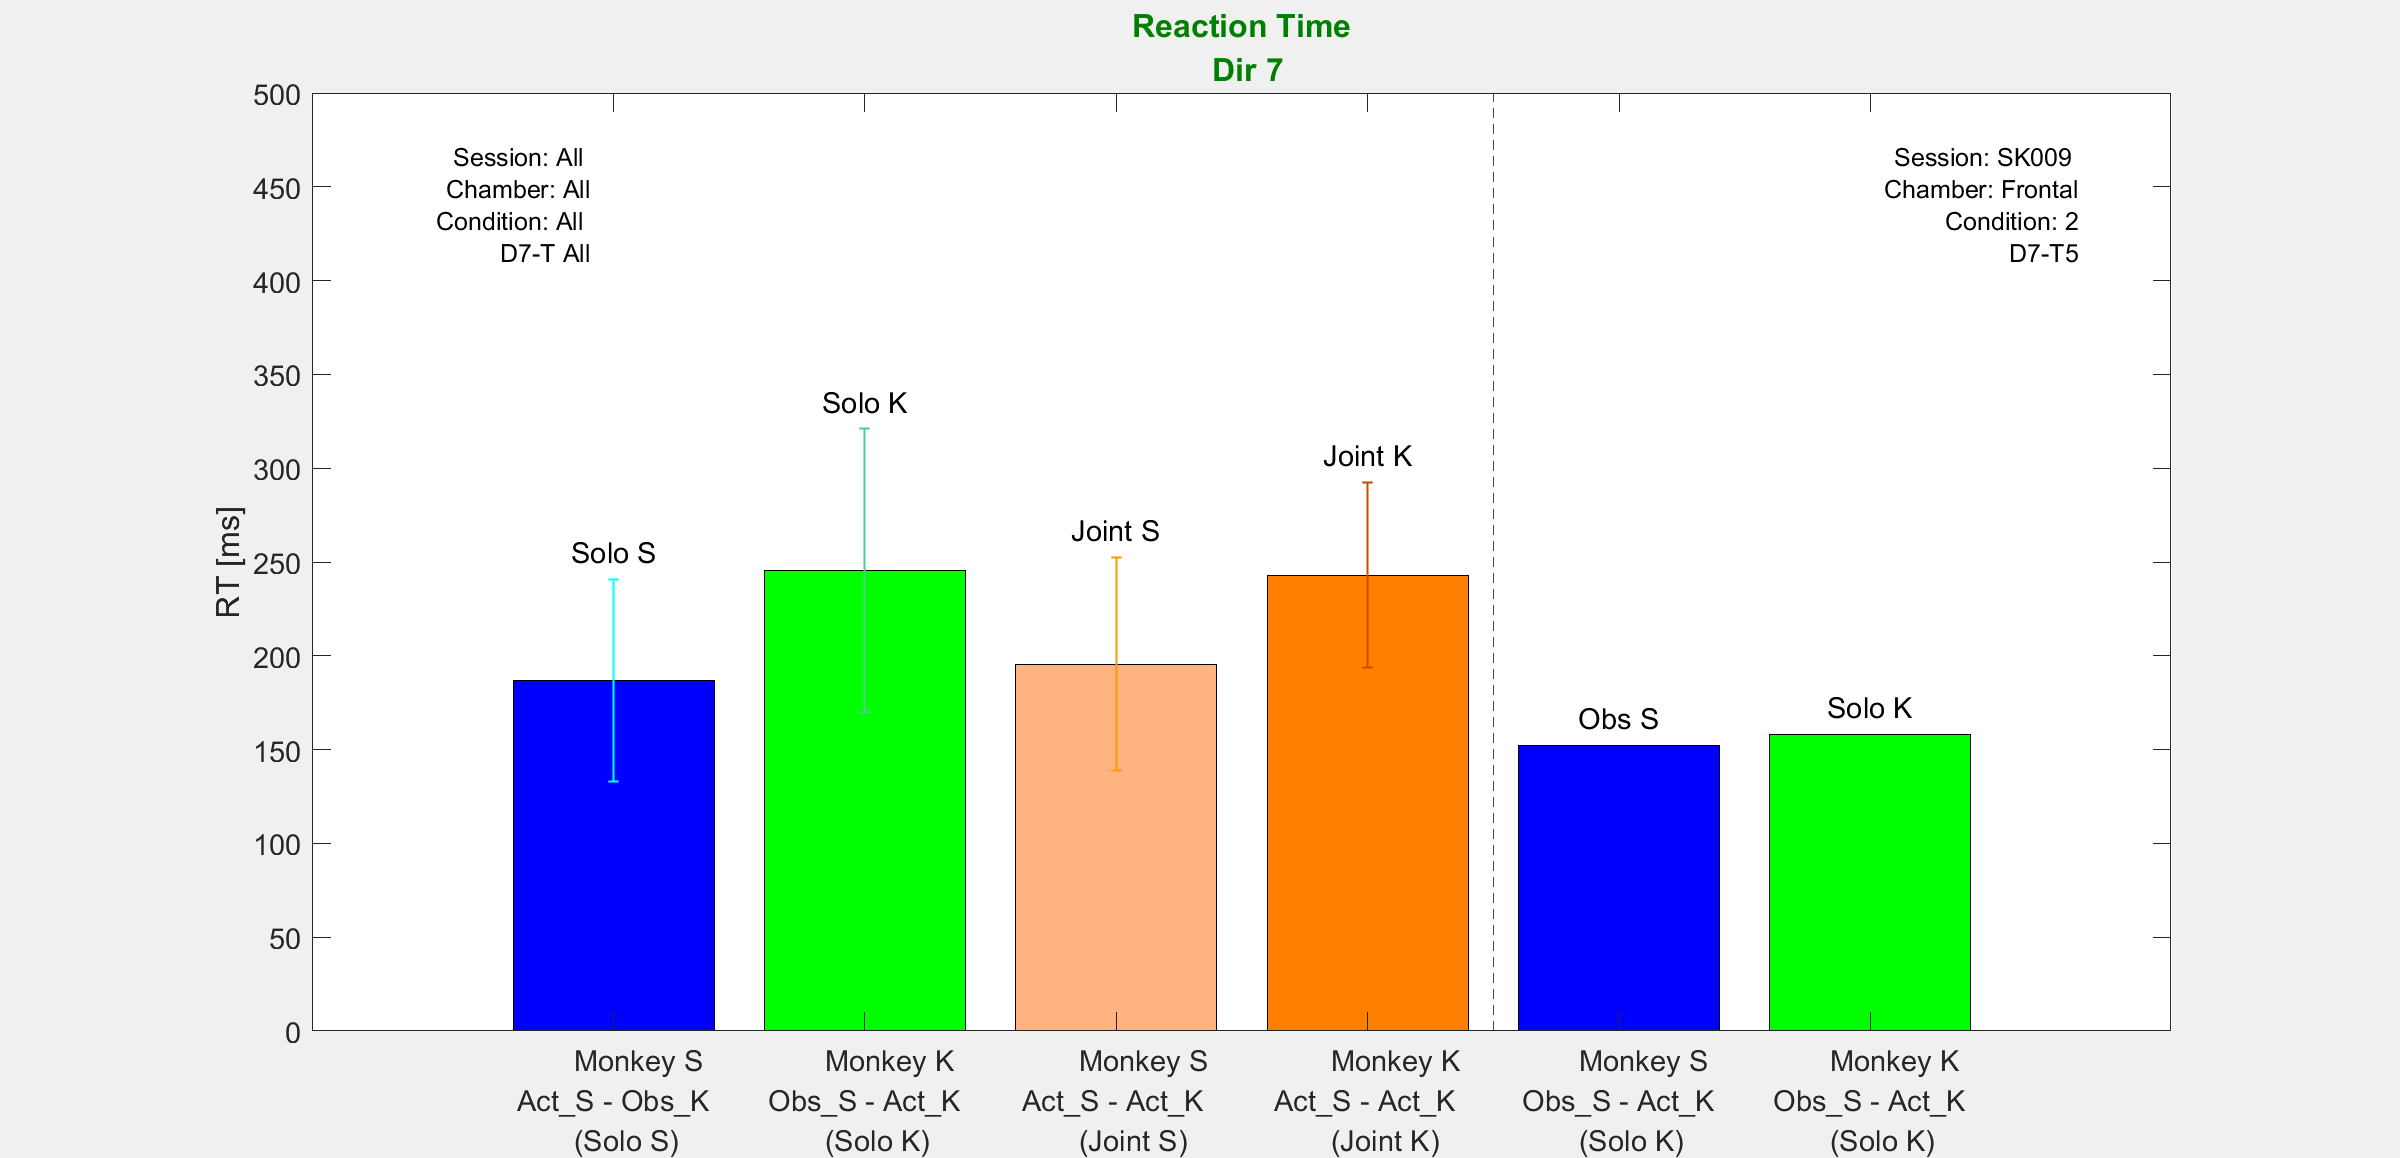 Reaction Time
Dir 7
500
450
400
350
300
250
200
150
100
50
0
RT [ms]
Session: All
Chamber: All
Condition: All
D7-T All
Session: SK009
Chamber: Frontal
Condition: 2
D7-T5
Solo S
Solo K
Joint S
Joint K
Obs S
Solo K
Monkey S
Act_S - Obs_K
(Solo S)
Monkey K
Obs_S - Act_K
(Solo K)
Monkey S
Act_S - Act_K
(Joint S)
Monkey K
Act_S - Act_K
(Joint K)
Monkey S
Obs_S - Act_K
(Solo K)
Monkey K
Obs_S - Act_K
(Solo K)